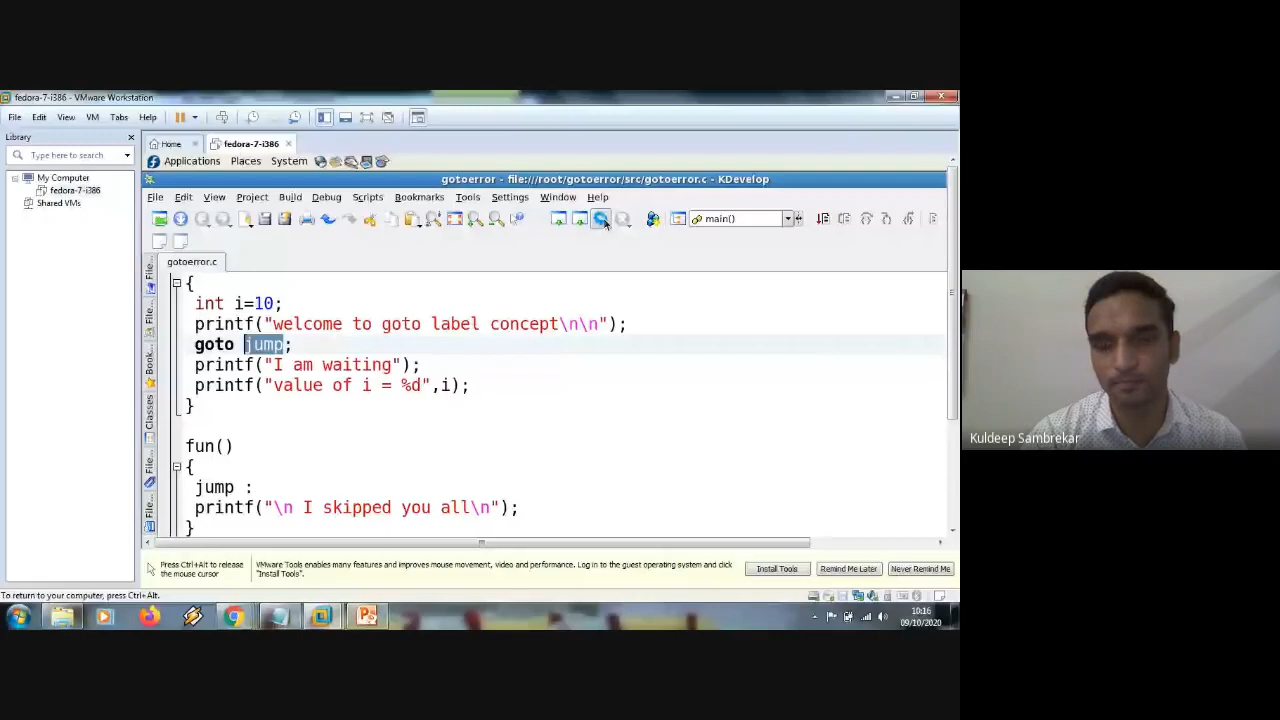 fedora-7-i386 - VMware Workstation
File Edit View VM Tabs Help
Library
Type here to search
My Computer
fedora-7-i386
Shared VMs
Home
fedora-7-i386
Applications Places System
gotoerror - file:///root/gotoerror/src/gotoerror.c - KDevelop
File Edit View Project Build Debug Scripts Bookmarks Tools Settings Window Help
main()
gotoerror.c
File...
File...
Book...
Classes
File...
File...
{
int i=10;
printf("welcome to goto label concept\n\n");
goto jump;
printf("I am waiting");
printf("value of i = %d",i);
}
fun()
{
jump :
printf("\n I skipped you all\n");
}
Press Ctrl+Alt to release
the mouse cursor
VMware Tools enables many features and improves mouse movement, video and performance. Log in to the guest operating system and click
"Install Tools".
Install Tools
Remind Me Later
Never Remind Me
To return to your computer, press Ctrl+Alt.
10:16
09/10/2020
Kuldeep Sambrekar